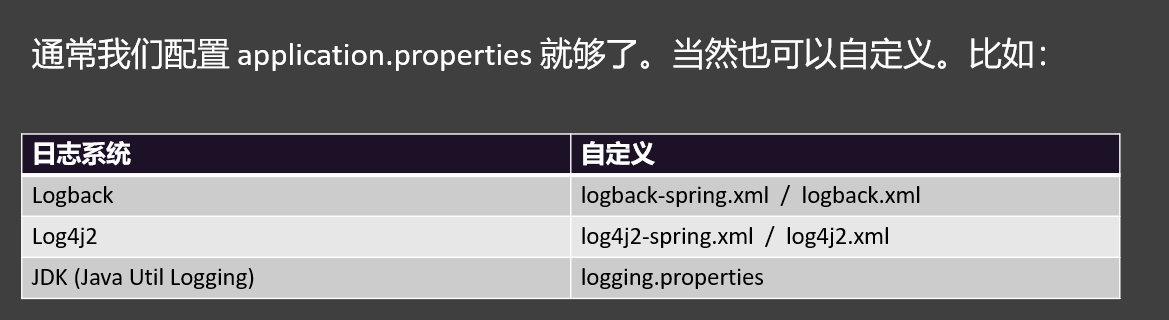 通常我们配置 application.properties 就够了。当然也可以自定义。比如：
日志系统 自定义
Logback logback-spring.xml / logback.xml
Log4j2 log4j2-spring.xml / log4j2.xml
JDK (Java Util Logging) logging.properties